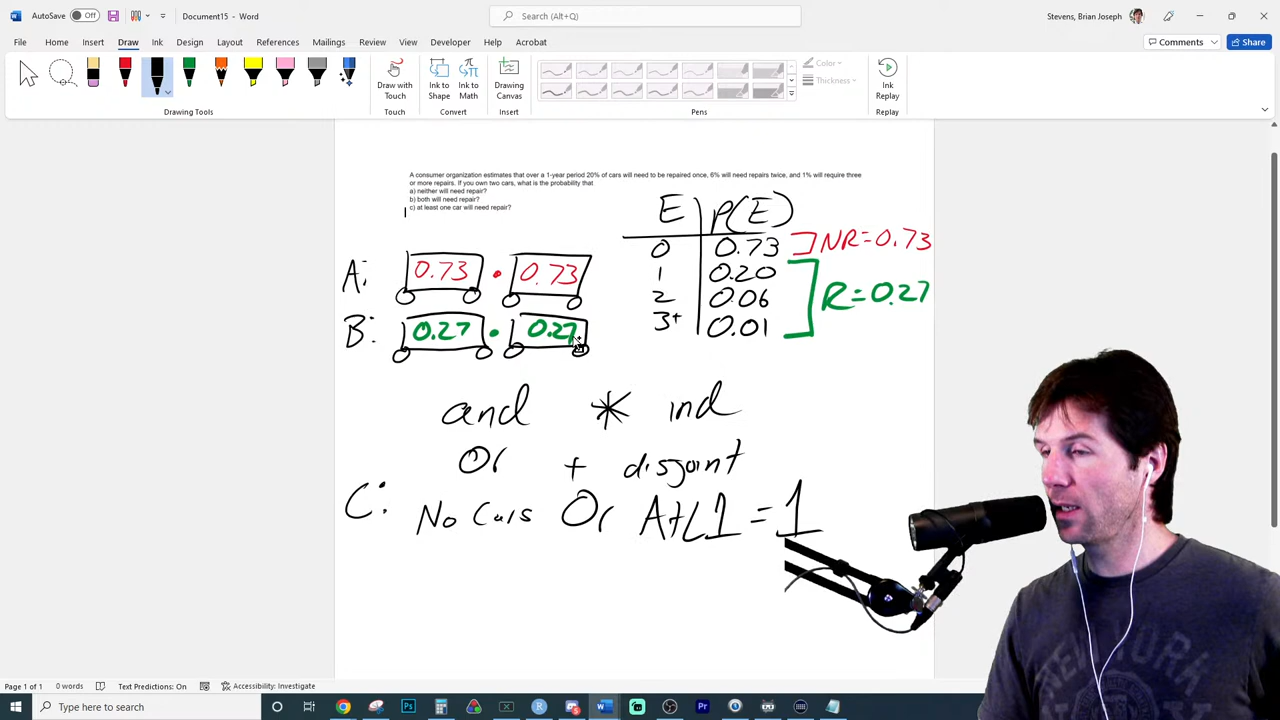 AutoSave Off Document15 - Word Search (Alt+Q) Stevens, Brian Joseph
File Home Insert Draw Ink Design Layout References Mailings Review View Developer Help Acrobat Comments Share
Draw with Touch
Ink to Shape
Ink to Math
Drawing Canvas
Color
Thickness
Ink Replay
Drawing Tools Touch Convert Insert Pens Replay
A consumer organization estimates that over a 1-year period 20% of cars will need to be repaired once, 6% will need repairs twice, and 1% will require three
or more repairs. If you own two cars, what is the probability that
a) neither will need repair?
b) both will need repair?
c) at least one car will need repair?
E P(E)
0 0.73 NR=0.73
1 0.20
2 0.06 R=0.27
3+ 0.01
A: 0.73 • 0.73
B: 0.27 • 0.27
and * ind
Or + disjoint
C: No Cars Or AtL1 = 1
Page 1 of 1 0 words Text Predictions: On Accessibility: Investigate
Type here to search